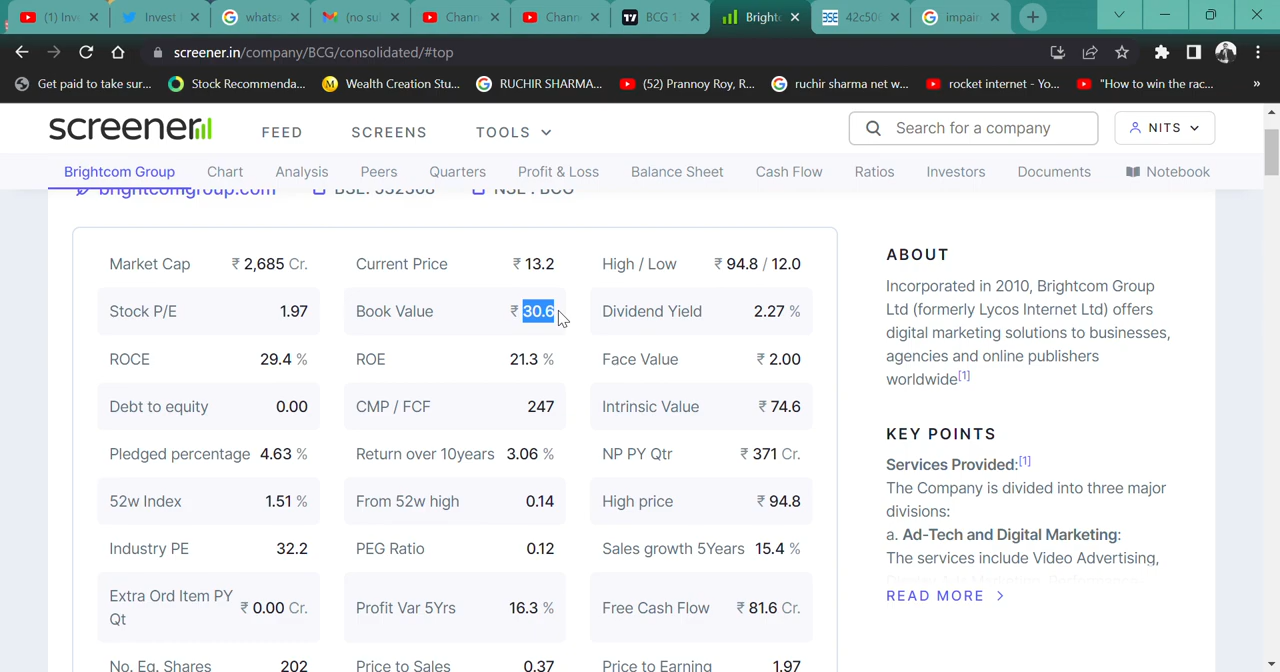 (1) Inv
Invest
whats
(no su
Chann
Chann
BCG 1
Bright
BSE 42c50
impair
screener.in/company/BCG/consolidated/#top
Get paid to take sur... Stock Recommenda... Wealth Creation Stu... RUCHIR SHARMA... (52) Prannoy Roy, R... ruchir sharma net w... rocket internet - Yo... "How to win the rac... »
screener FEED SCREENS TOOLS Search for a company NITS
Brightcom Group Chart Analysis Peers Quarters Profit & Loss Balance Sheet Cash Flow Ratios Investors Documents Notebook
brightcomgroup.com BSE: 532368 NSE : BCG
Market Cap ₹ 2,685 Cr. Current Price ₹ 13.2 High / Low ₹ 94.8 / 12.0
Stock P/E 1.97 Book Value ₹ 30.6 Dividend Yield 2.27 %
ROCE 29.4 % ROE 21.3 % Face Value ₹ 2.00
Debt to equity 0.00 CMP / FCF 247 Intrinsic Value ₹ 74.6
Pledged percentage 4.63 % Return over 10years 3.06 % NP PY Qtr ₹ 371 Cr.
52w Index 1.51 % From 52w high 0.14 High price ₹ 94.8
Industry PE 32.2 PEG Ratio 0.12 Sales growth 5Years 15.4 %
Extra Ord Item PY
Qt ₹ 0.00 Cr. Profit Var 5Yrs 16.3 % Free Cash Flow ₹ 81.6 Cr.
No. Eq. Shares 202 Price to Sales 0.37 Price to Earning 1.97
ABOUT
Incorporated in 2010, Brightcom Group
Ltd (formerly Lycos Internet Ltd) offers
digital marketing solutions to businesses,
agencies and online publishers
worldwide[1]
KEY POINTS
Services Provided:[1]
The Company is divided into three major
divisions:
a. Ad-Tech and Digital Marketing:
The services include Video Advertising,
READ MORE